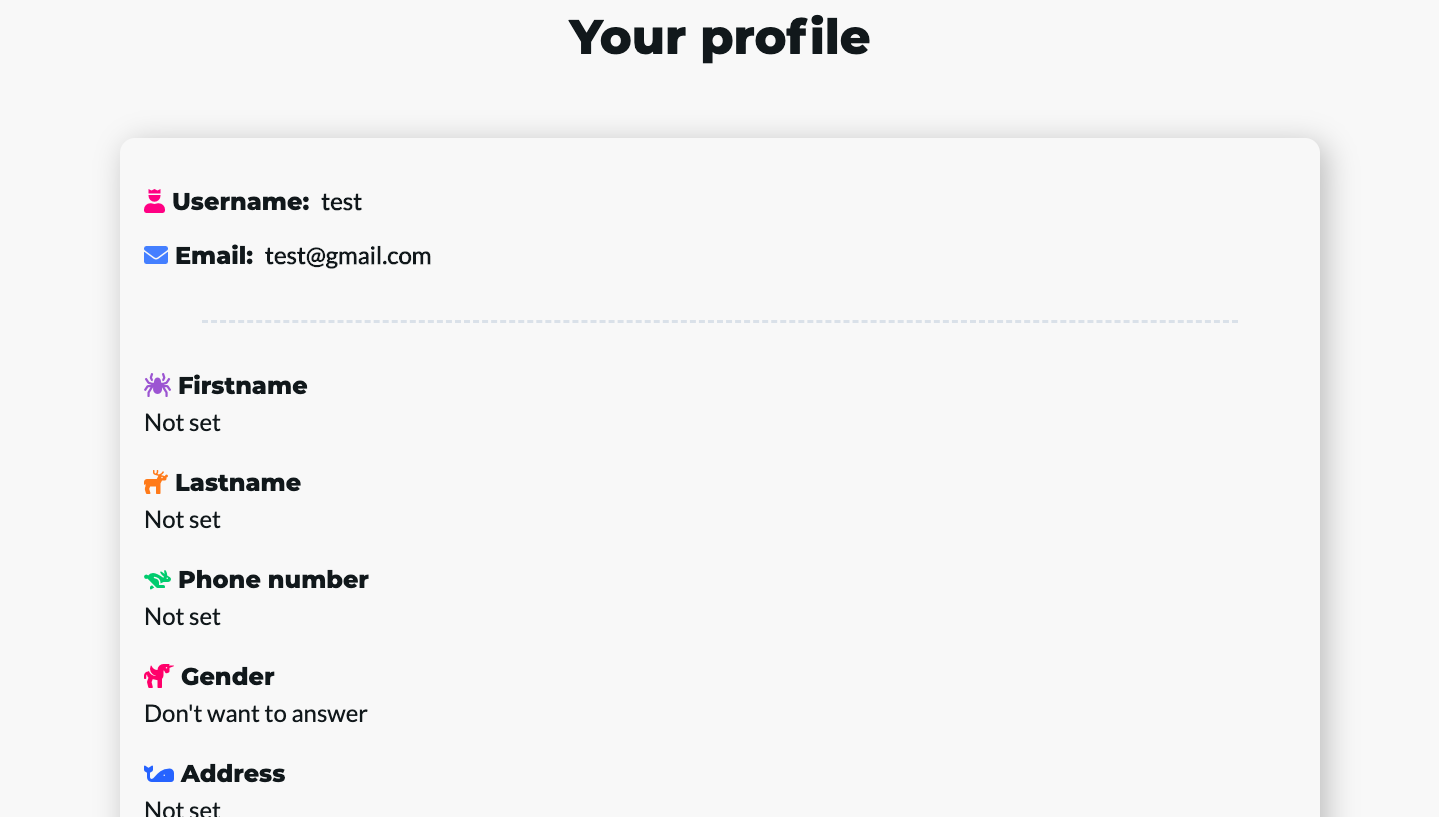 Your profile
Username: test
Email: test@gmail.com
Firstname
Not set
Lastname
Not set
Phone number
Not set
Gender
Don't want to answer
Address
Not set